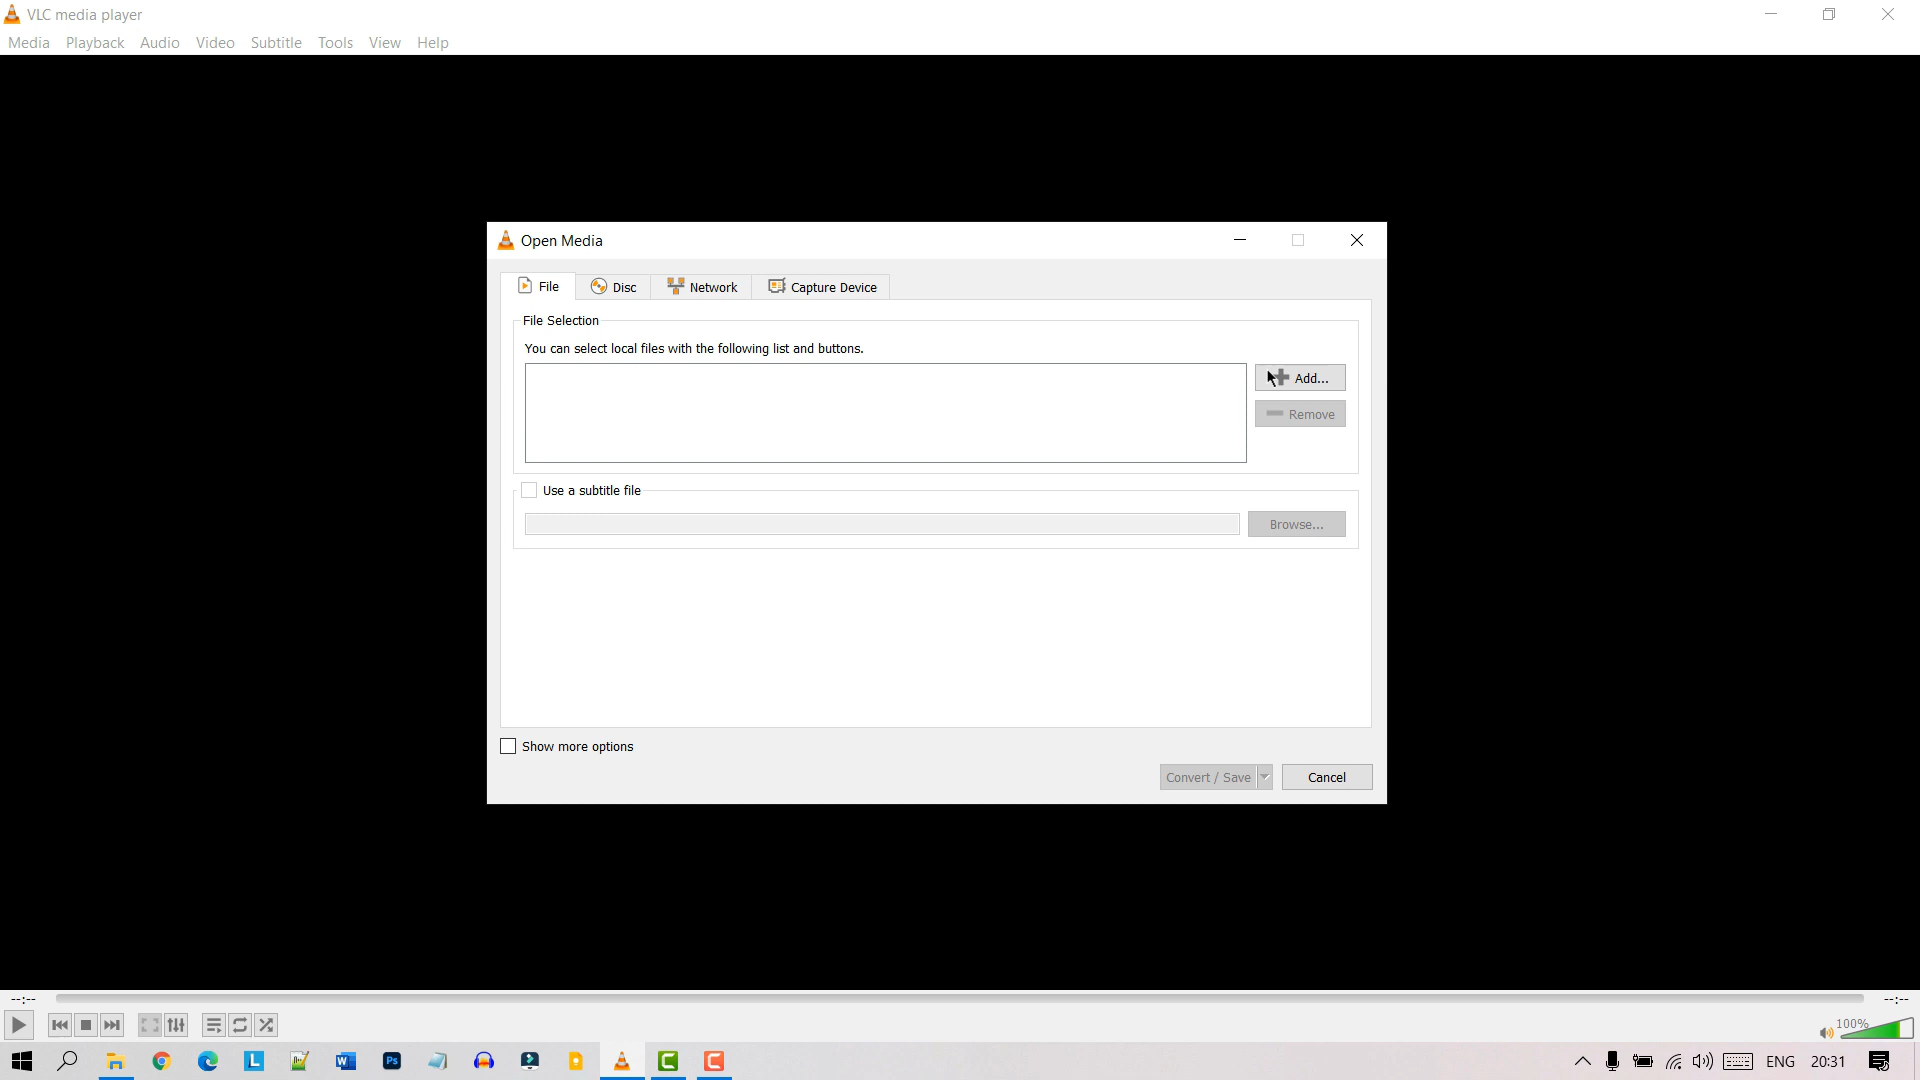 VLC media player
Media Playback Audio Video Subtitle Tools View Help
Open Media
File Disc Network Capture Device
File Selection
You can select local files with the following list and buttons.
Add...
Remove
Use a subtitle file
Browse...
Show more options
Convert / Save Cancel
--:-- --:--
100%
L W Ps C C ENG 20:31